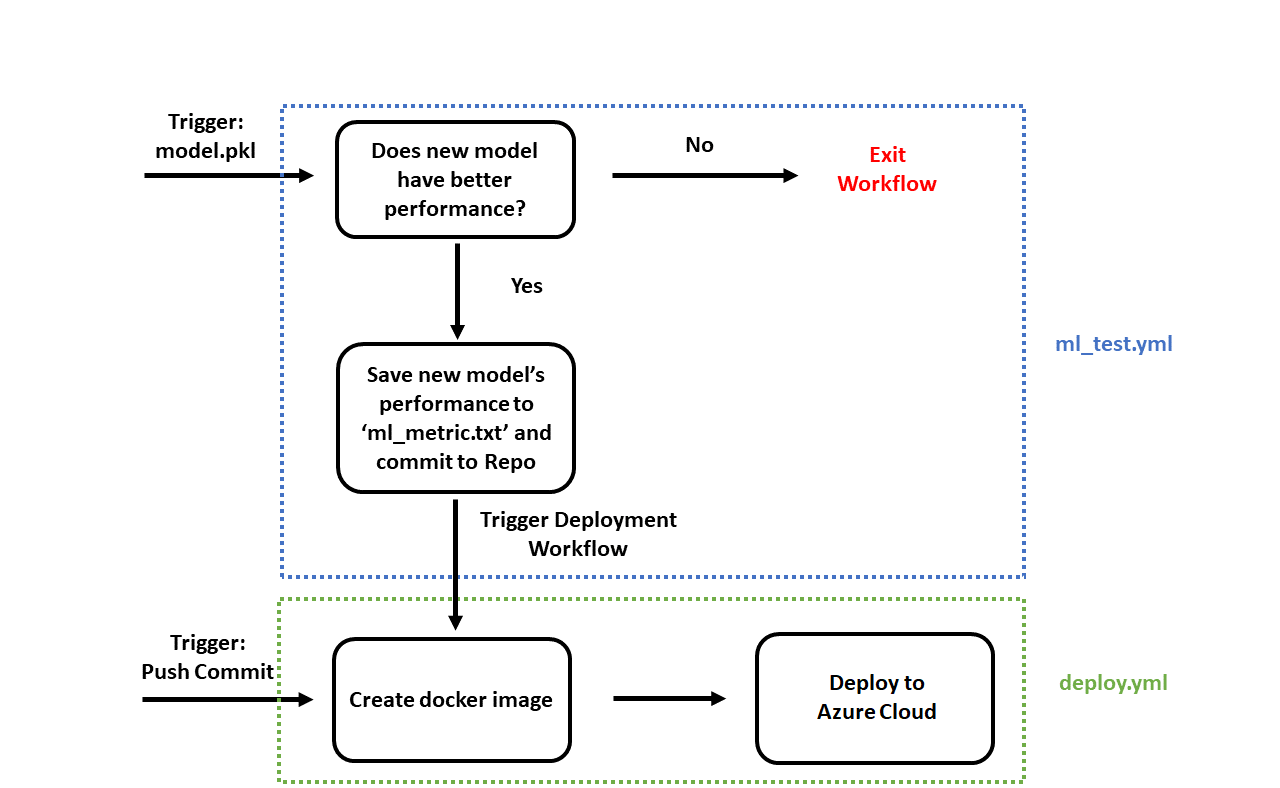 Trigger:
model.pkl
Does new model
have better
performance?
No
Exit
Workflow
Yes
ml_test.yml
Save new model’s
performance to
‘ml_metric.txt’ and
commit to Repo
Trigger Deployment
Workflow
Trigger:
Push Commit
Create docker image
Deploy to
Azure Cloud
deploy.yml